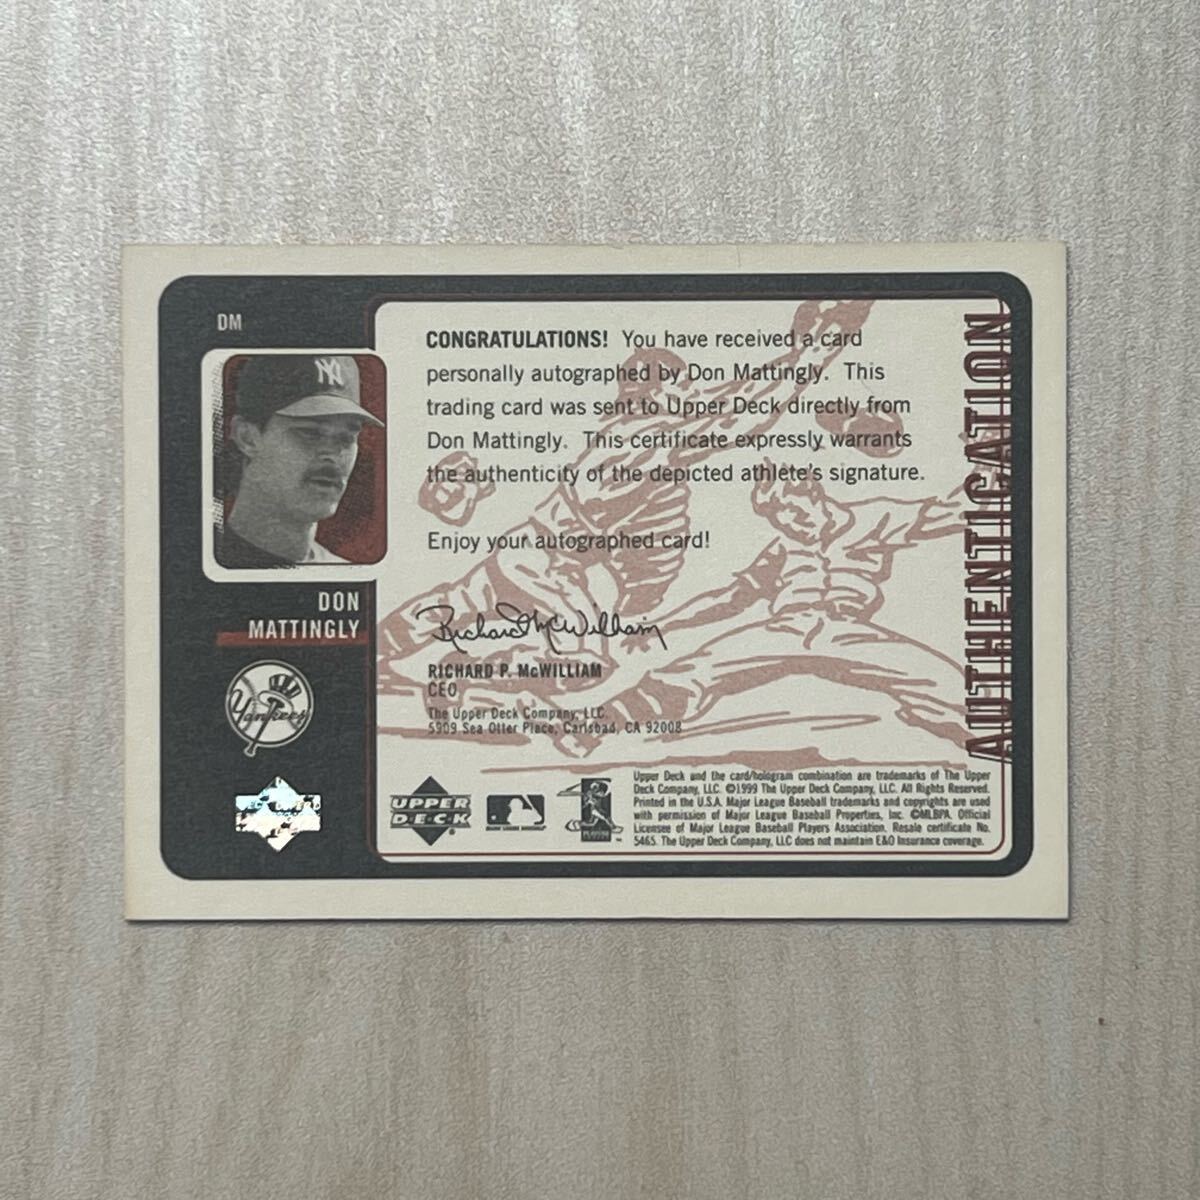 DM
NY
DON
MATTINGLY
Yankees
CONGRATULATIONS! You have received a card
personally autographed by Don Mattingly. This
trading card was sent to Upper Deck directly from
Don Mattingly. This certificate expressly warrants
the authenticity of the depicted athlete's signature.
Enjoy your autographed card!
Richard P. McWilliam
RICHARD P. McWILLIAM
CEO
The Upper Deck Company, LLC.
5909 Sea Otter Place, Carlsbad, CA 92008
AUTHENTICATION
UPPER
DECK
Upper Deck and the card/hologram combination are trademarks of The Upper
Deck Company, LLC. ©1999 The Upper Deck Company, LLC. All Rights Reserved.
Printed in the U.S.A. Major League Baseball trademarks and copyrights are used
with permission of Major League Baseball Properties, Inc. ©MLBPA. Official
Licensee of Major League Baseball Players Association. Resale certificate No.
5465. The Upper Deck Company, LLC does not maintain E&O Insurance coverage.